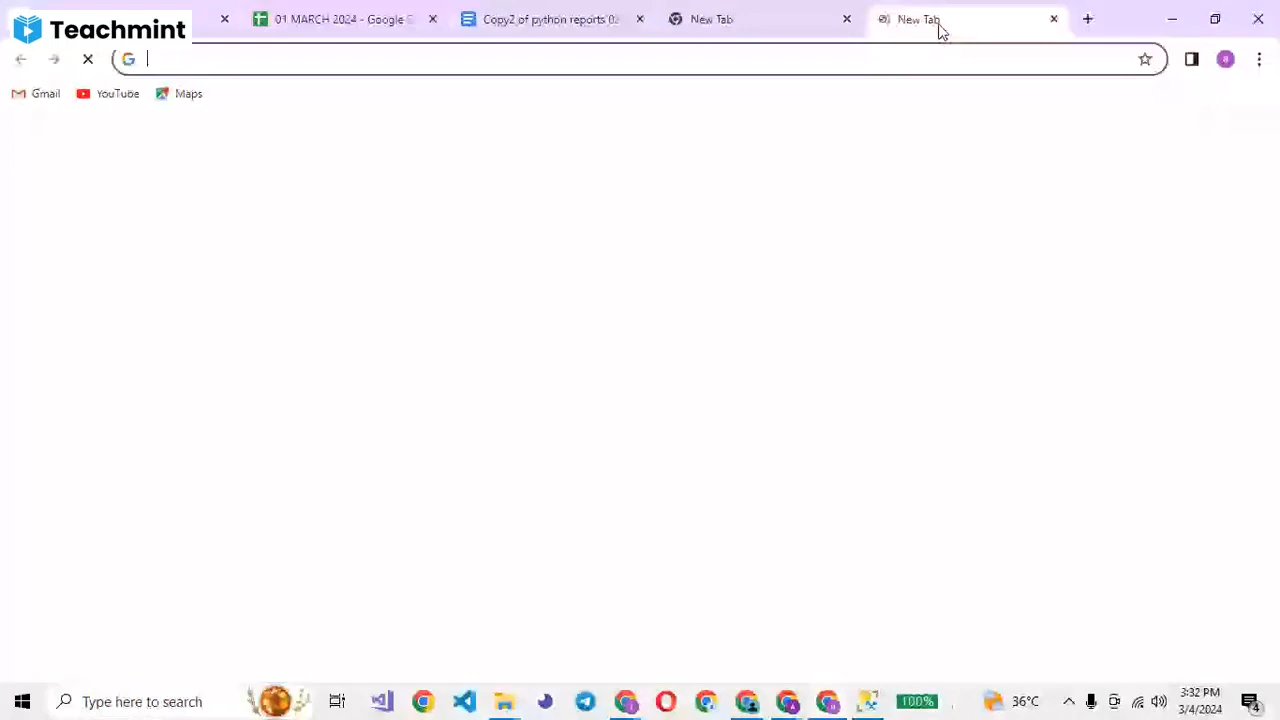 Teachmint
01 MARCH 2024 - Google S
Copy2 of python reports 02
New Tab
New Tab
Gmail
YouTube
Maps
Type here to search
100%
36°C
3:32 PM
3/4/2024
4